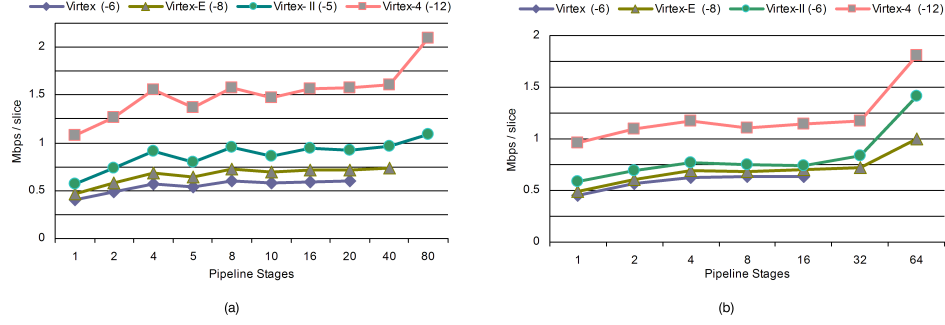 Virtex (-6) Virtex-E (-8) Virtex- II (-5) Virtex-4 (-12)
2
1.5
1
0.5
0
Mbps / slice
1 2 4 5 8 10 16 20 40 80
Pipeline Stages
(a)
Virtex (-6) Virtex-E (-8) Virtex-II (-6) Virtex-4 (-12)
2
1.5
1
0.5
0
Mbps / slice
1 2 4 8 16 32 64
Pipeline Stages
(b)